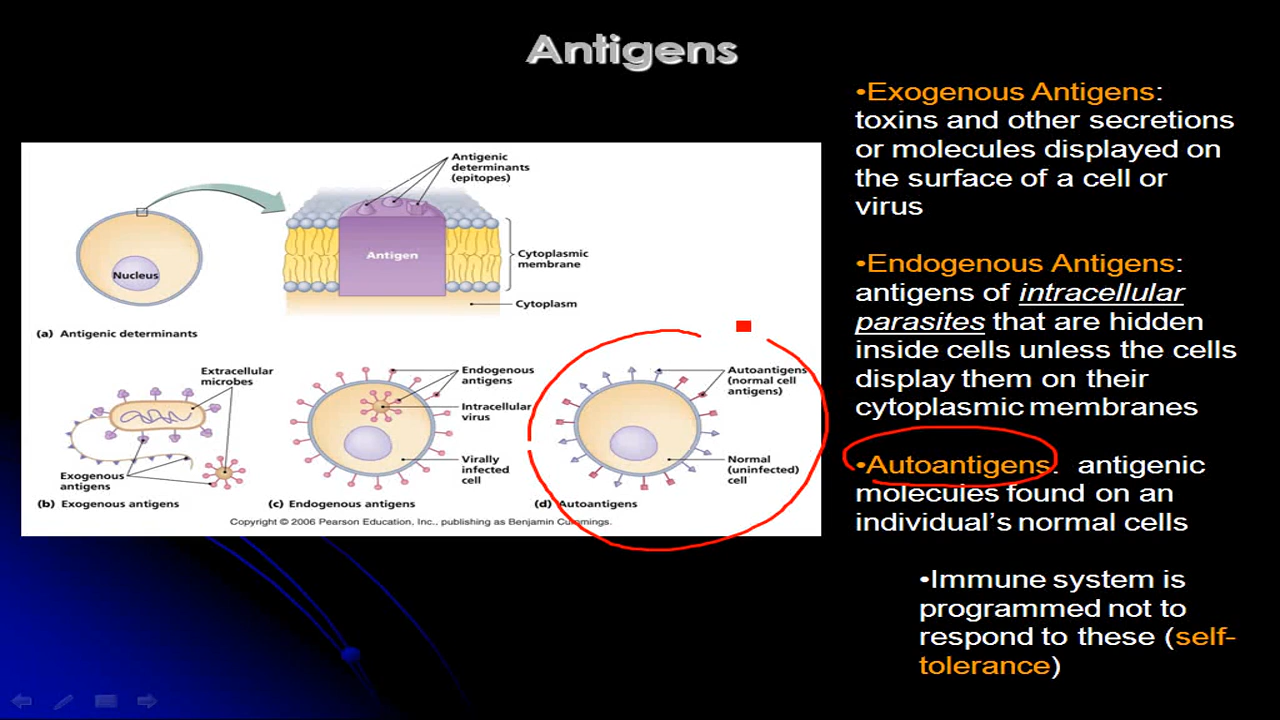 Antigens
Antigenic
determinants
(epitopes)
Nucleus
Antigen
Cytoplasmic
membrane
Cytoplasm
(a) Antigenic determinants
Extracellular
microbes
Exogenous
antigens
(b) Exogenous antigens
Endogenous
antigens
Intracellular
virus
Virally
infected
cell
(c) Endogenous antigens
Autoantigens
(normal cell
antigens)
Normal
(uninfected)
cell
(d) Autoantigens
Copyright © 2006 Pearson Education, Inc., publishing as Benjamin Cummings.
•Exogenous Antigens:
toxins and other secretions
or molecules displayed on
the surface of a cell or
virus
•Endogenous Antigens:
antigens of intracellular
parasites that are hidden
inside cells unless the cells
display them on their
cytoplasmic membranes
•Autoantigens: antigenic
molecules found on an
individual's normal cells
•Immune system is
programmed not to
respond to these (self-
tolerance)